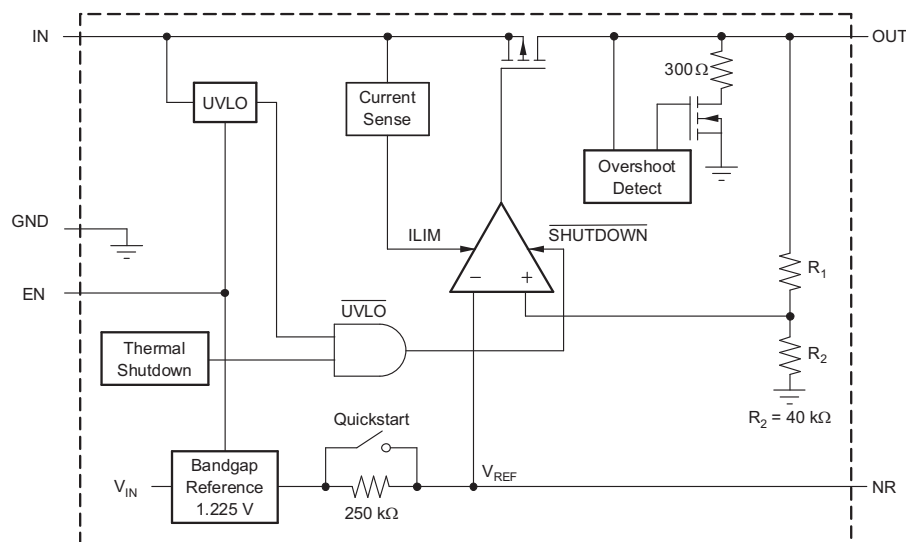 IN
OUT
300 Ω
UVLO
Current
Sense
Overshoot
Detect
GND
ILIM
SHUTDOWN
− +
R1
EN
UVLO
Thermal
Shutdown
R2
Quickstart
R2 = 40 kΩ
VIN
Bandgap
Reference
1.225 V
VREF
NR
250 kΩ